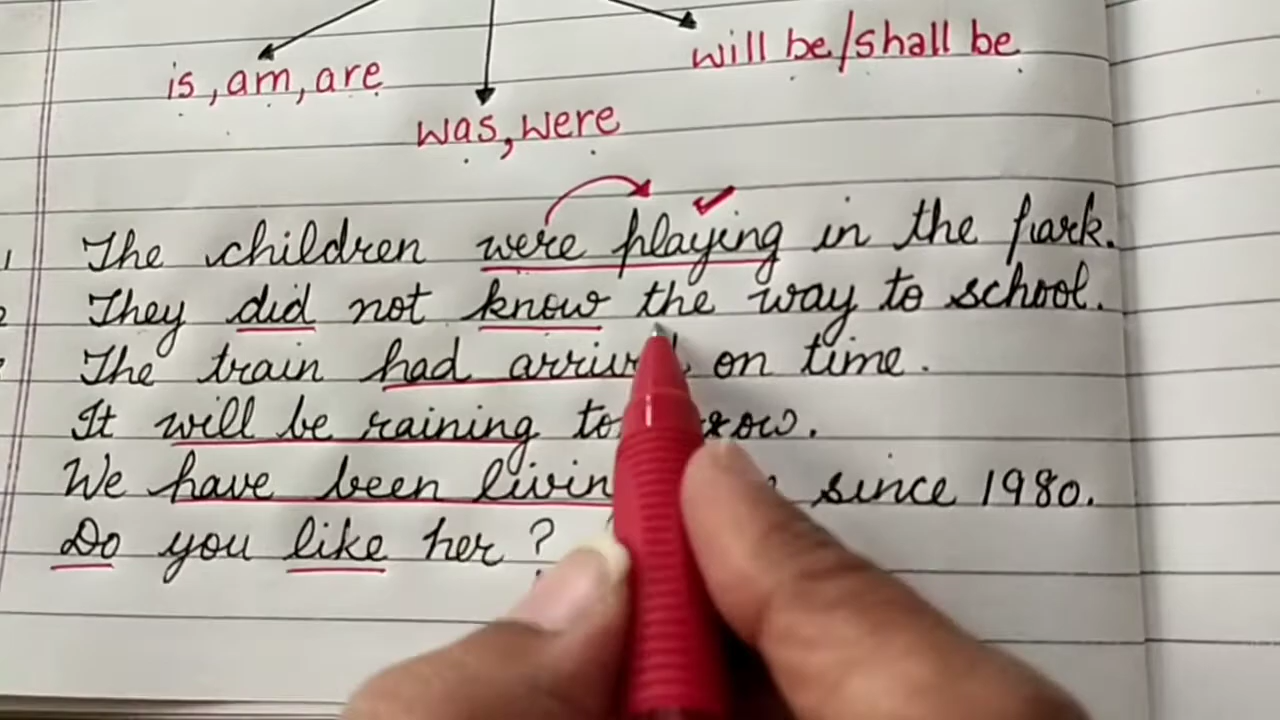 is, am, are
will be/shall be
was, were
1 The children were playing in the park.
2 They did not know the way to school.
The train had on time.
It will be raining
We have been since 1980.
Do you like her?